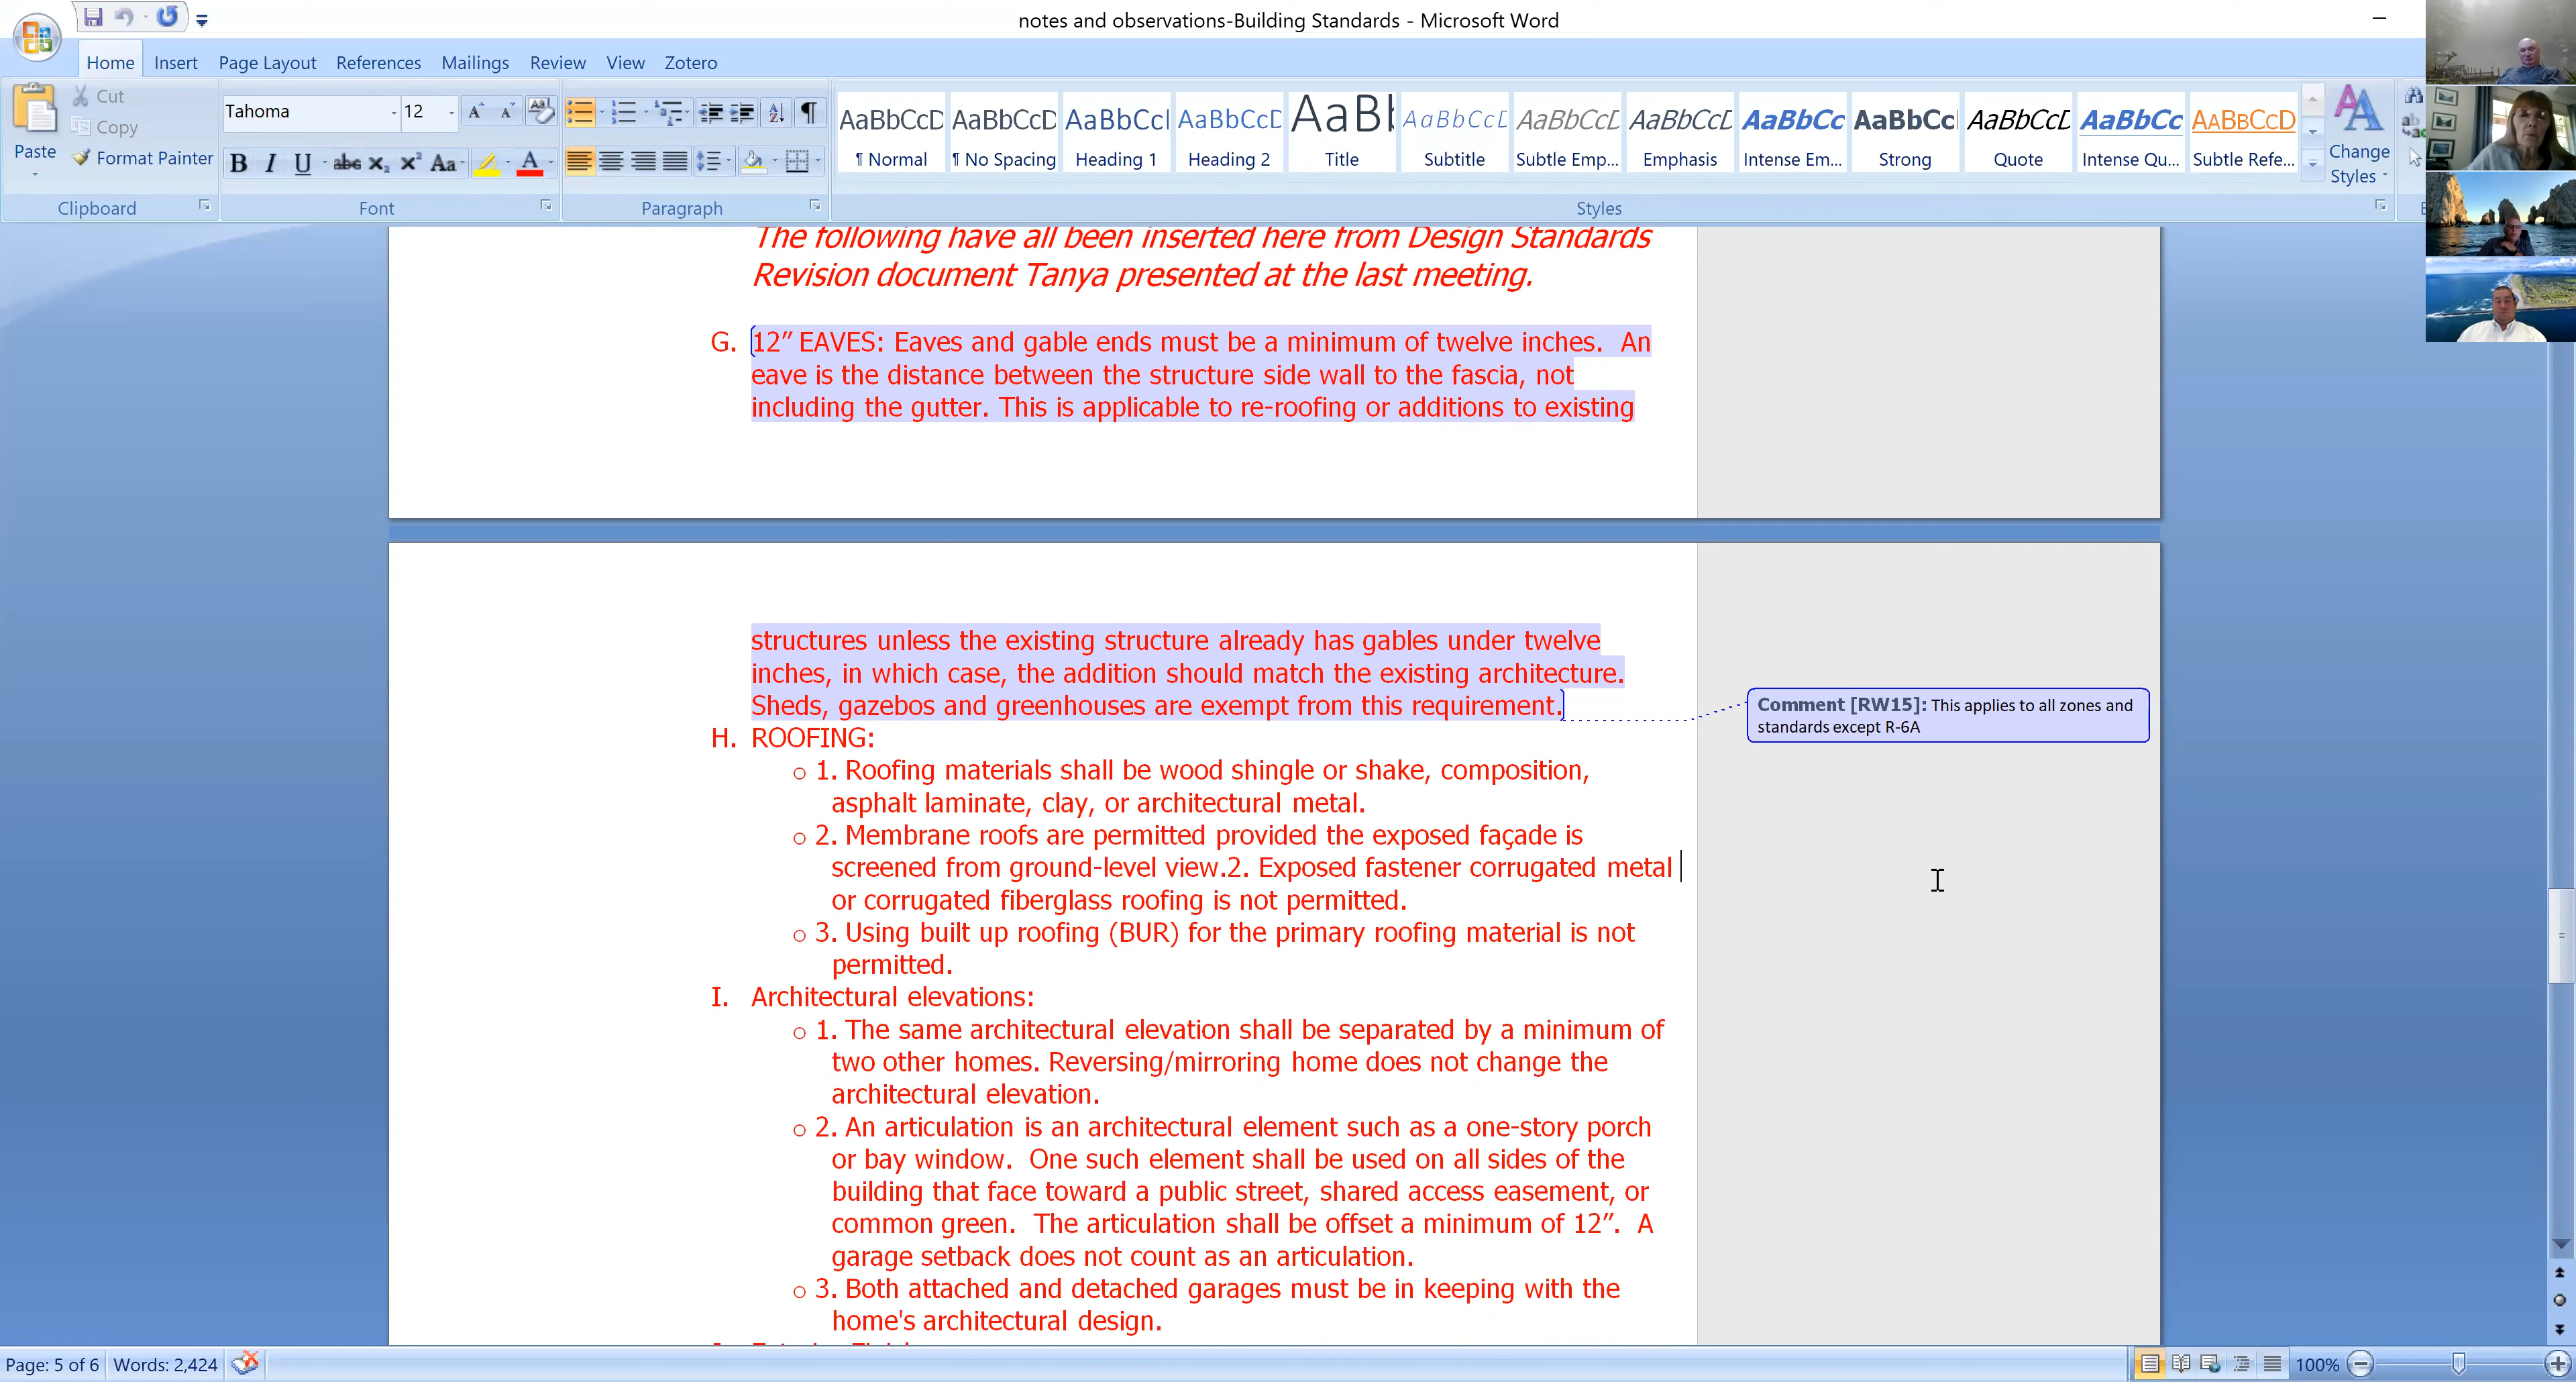 notes and observations-Building Standards - Microsoft Word
Home Insert Page Layout References Mailings Review View Zotero
Paste
Cut
Copy
Format Painter
Clipboard
Tahoma 12
Font
Paragraph
AaBbCcD AaBbCcD AaBbCcI AaBbCcD AaBb AaBbCcD AaBbCcD AaBbCcD AaBbCc AaBbCc AaBbCcD AaBbCc AaBbCcD
¶ Normal ¶ No Spacing Heading 1 Heading 2 Title Subtitle Subtle Emp... Emphasis Intense Em... Strong Quote Intense Qu... Subtle Refe...
Change
Styles
Styles
The following have all been inserted here from Design Standards
Revision document Tanya presented at the last meeting.
G. 12” EAVES: Eaves and gable ends must be a minimum of twelve inches. An
eave is the distance between the structure side wall to the fascia, not
including the gutter. This is applicable to re-roofing or additions to existing
structures unless the existing structure already has gables under twelve
inches, in which case, the addition should match the existing architecture.
Sheds, gazebos and greenhouses are exempt from this requirement.
Comment [RW15]: This applies to all zones and
standards except R-6A
H. ROOFING:
o 1. Roofing materials shall be wood shingle or shake, composition,
asphalt laminate, clay, or architectural metal.
o 2. Membrane roofs are permitted provided the exposed façade is
screened from ground-level view.2. Exposed fastener corrugated metal
or corrugated fiberglass roofing is not permitted.
o 3. Using built up roofing (BUR) for the primary roofing material is not
permitted.
I. Architectural elevations:
o 1. The same architectural elevation shall be separated by a minimum of
two other homes. Reversing/mirroring home does not change the
architectural elevation.
o 2. An articulation is an architectural element such as a one-story porch
or bay window. One such element shall be used on all sides of the
building that face toward a public street, shared access easement, or
common green. The articulation shall be offset a minimum of 12”. A
garage setback does not count as an articulation.
o 3. Both attached and detached garages must be in keeping with the
home's architectural design.
Page: 5 of 6 Words: 2,424 100%